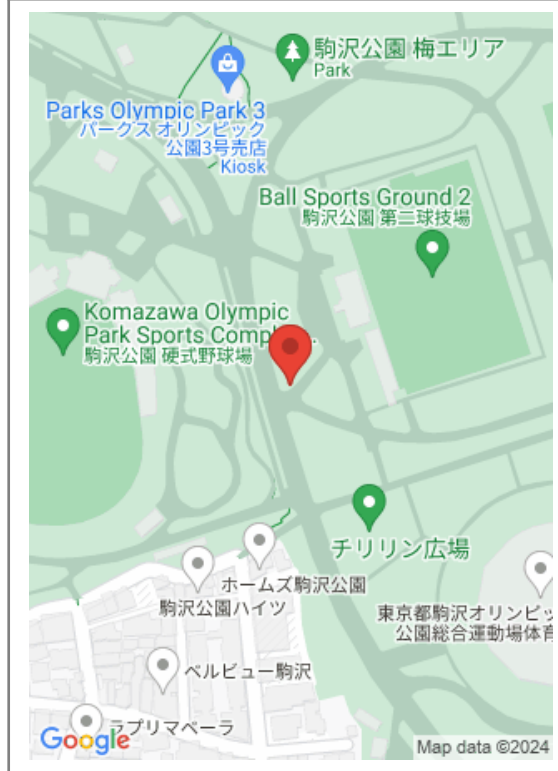 駒沢公園 梅エリア
Park
Parks Olympic Park 3
パークス オリンピック
公園3号売店
Kiosk
Ball Sports Ground 2
駒沢公園 第二球技場
Komazawa Olympic
Park Sports Comp...
駒沢公園 硬式野球場
チリリン広場
ホームズ駒沢公園
駒沢公園ハイツ
東京都駒沢オリンピッ
公園総合運動場体育
ベルビュー駒沢
ラプリマベーラ
Google
Map data ©2024